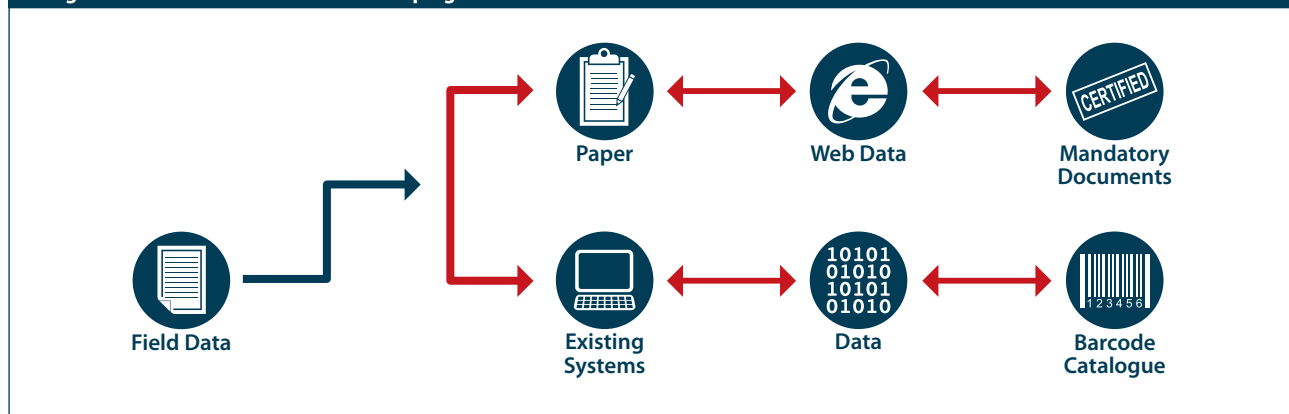 Paper
Web Data
Mandatory
Documents
CERTIFIED
Field Data
Existing
Systems
Data
10101
01010
10101
01010
Barcode
Catalogue
123456